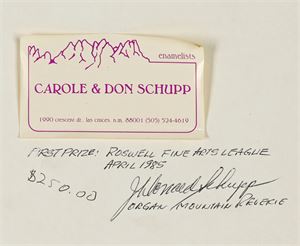 enamelists
CAROLE & DON SCHUPP
1990 crescent dr. las cruces, n.m. 88001 (505) 524-4619
FIRST PRIZE: ROSWELL FINE ARTS LEAGUE
APRIL 1985
$250.00
Schupp
ORGAN MOUNTAIN REVERIE